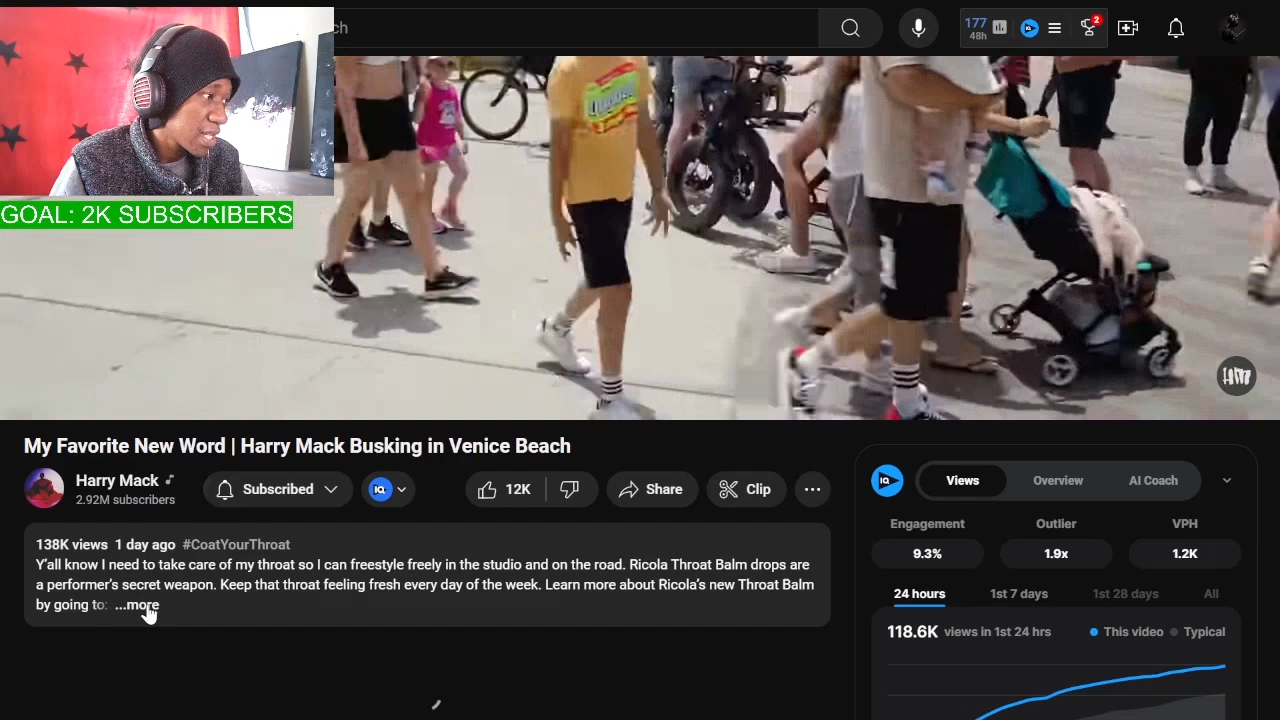 ch
177
48h
2
GOAL: 2K SUBSCRIBERS
My Favorite New Word | Harry Mack Busking in Venice Beach
Harry Mack
2.92M subscribers
Subscribed
IQ
12K
Share
Clip
138K views 1 day ago #CoatYourThroat
Y'all know I need to take care of my throat so I can freestyle freely in the studio and on the road. Ricola Throat Balm drops are
a performer's secret weapon. Keep that throat feeling fresh every day of the week. Learn more about Ricola's new Throat Balm
by going to: ...more
IQ
Views
Overview
AI Coach
Engagement
Outlier
VPH
9.3%
1.9x
1.2K
24 hours
1st 7 days
1st 28 days
All
118.6K views in 1st 24 hrs
This video
Typical